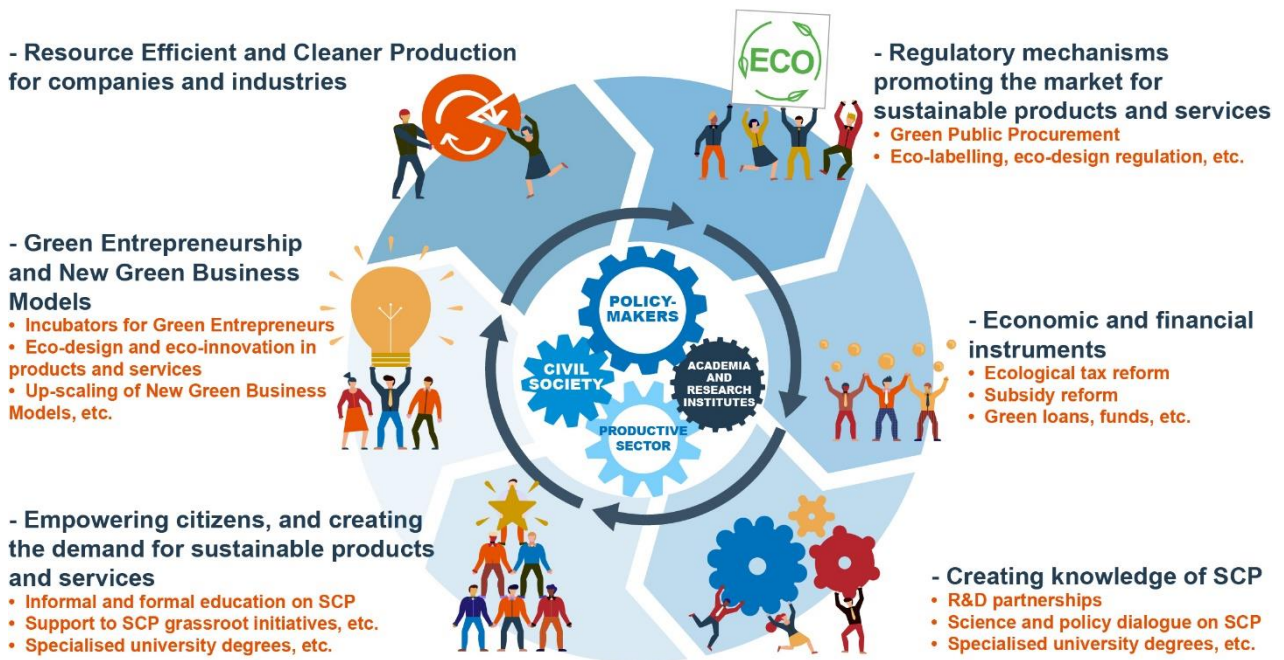 - Resource Efficient and Cleaner Production
for companies and industries
ECO
- Regulatory mechanisms
promoting the market for
sustainable products and services
• Green Public Procurement
• Eco-labelling, eco-design regulation, etc.
- Green Entrepreneurship
and New Green Business
Models
• Incubators for Green Entrepreneurs
• Eco-design and eco-innovation in
products and services
• Up-scaling of New Green Business
Models, etc.
POLICY-
MAKERS
CIVIL
SOCIETY
ACADEMIA
AND
RESEARCH
INSTITUTES
PRODUCTIVE
SECTOR
- Economic and financial
instruments
• Ecological tax reform
• Subsidy reform
• Green loans, funds, etc.
- Empowering citizens, and creating
the demand for sustainable products
and services
• Informal and formal education on SCP
• Support to SCP grassroot initiatives, etc.
• Specialised university degrees, etc.
- Creating knowledge of SCP
• R&D partnerships
• Science and policy dialogue on SCP
• Specialised university degrees, etc.